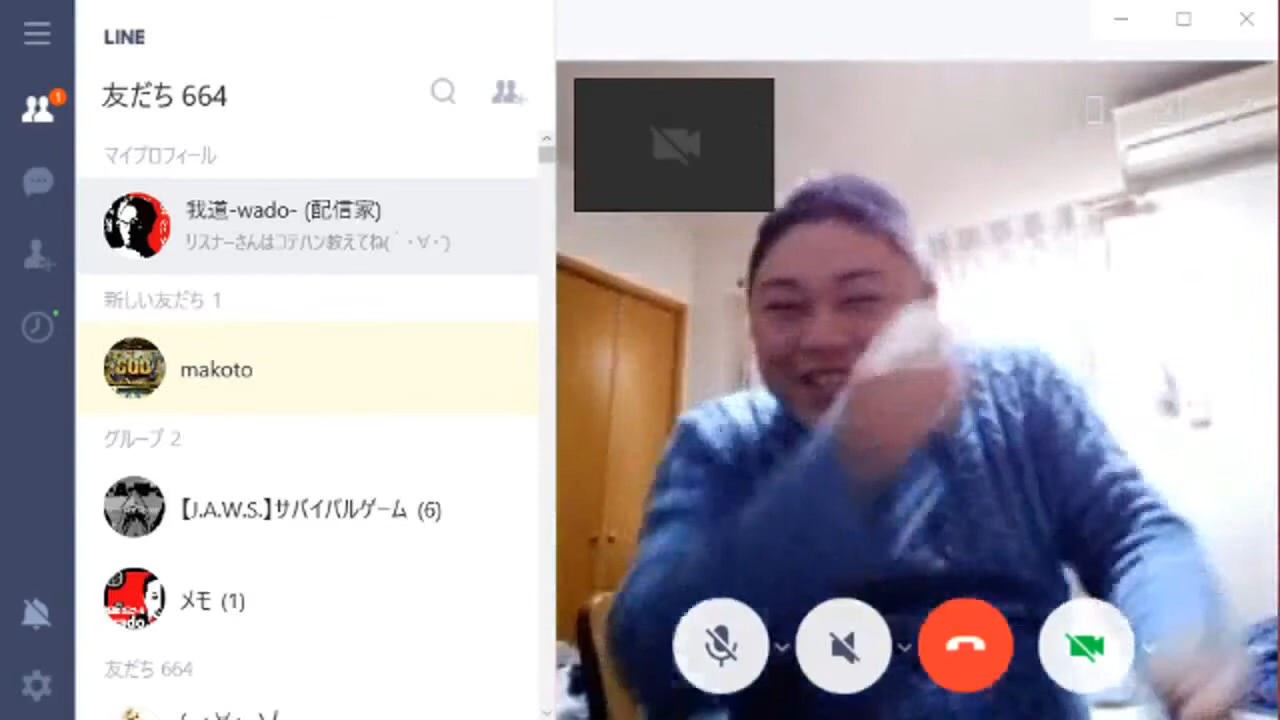 LINE
友だち 664
1
マイプロフィール
我道-wado- (配信家)
リスナーさんはコテハン教えてね(｀・∀・´)
新しい友だち 1
GOD
makoto
グループ 2
【J.A.W.S.】サバイバルゲーム (6)
メモ (1)
友だち 664